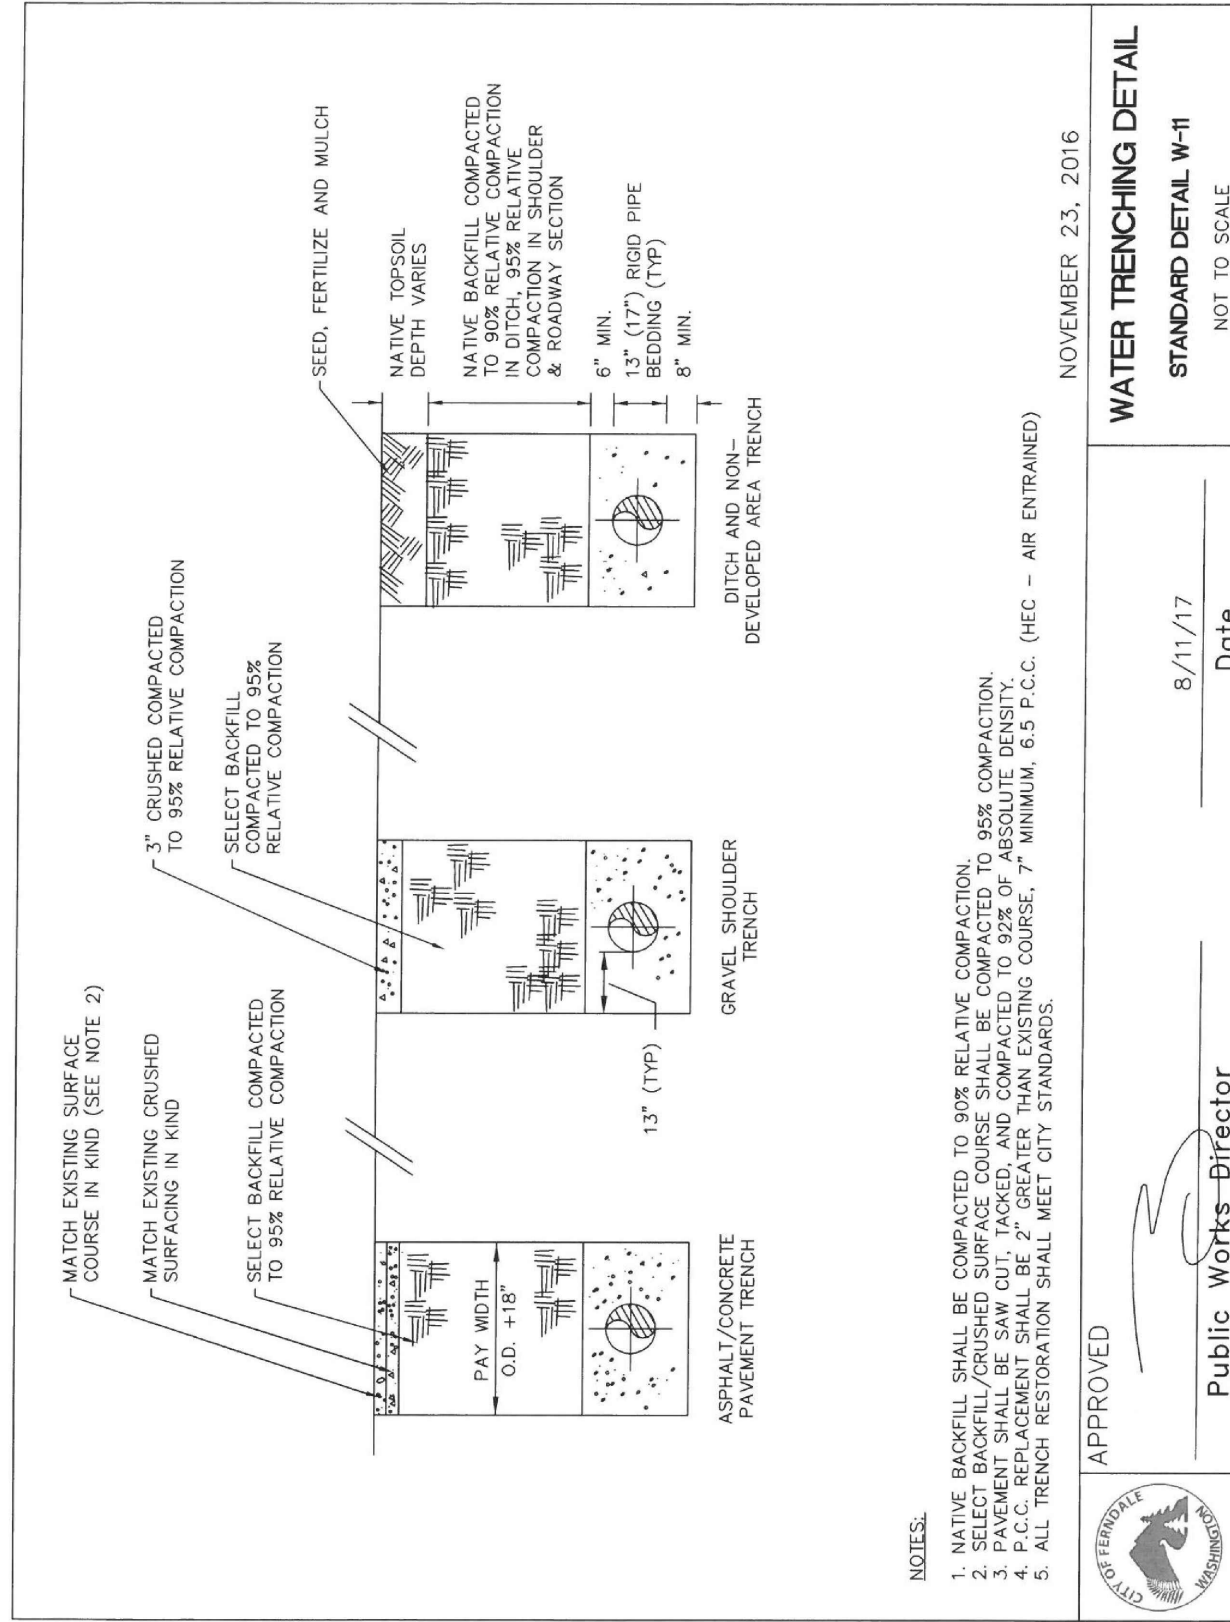 MATCH EXISTING SURFACE
COURSE IN KIND (SEE NOTE 2)
MATCH EXISTING CRUSHED
SURFACING IN KIND
SELECT BACKFILL COMPACTED
TO 95% RELATIVE COMPACTION
PAY WIDTH
O.D. +18"
ASPHALT/CONCRETE
PAVEMENT TRENCH
3" CRUSHED COMPACTED
TO 95% RELATIVE COMPACTION
SELECT BACKFILL
COMPACTED TO 95%
RELATIVE COMPACTION
13" (TYP)
GRAVEL SHOULDER
TRENCH
SEED, FERTILIZE AND MULCH
NATIVE TOPSOIL
DEPTH VARIES
NATIVE BACKFILL COMPACTED
TO 90% RELATIVE COMPACTION
IN DITCH, 95% RELATIVE
COMPACTION IN SHOULDER
& ROADWAY SECTION
6" MIN.
13" (17") RIGID PIPE
BEDDING (TYP)
8" MIN.
DITCH AND NON-
DEVELOPED AREA TRENCH
NOTES:
1. NATIVE BACKFILL SHALL BE COMPACTED TO 90% RELATIVE COMPACTION.
2. SELECT BACKFILL/CRUSHED SURFACE COURSE SHALL BE COMPACTED TO 95% COMPACTION.
3. PAVEMENT SHALL BE SAW CUT, TACKED, AND COMPACTED TO 92% OF ABSOLUTE DENSITY.
4. P.C.C. REPLACEMENT SHALL BE 2" GREATER THAN EXISTING COURSE, 7" MINIMUM, 6.5 P.C.C. (HEC - AIR ENTRAINED)
5. ALL TRENCH RESTORATION SHALL MEET CITY STANDARDS.
NOVEMBER 23, 2016
CITY OF FERNDALE
WASHINGTON
APPROVED
8/11/17
Public Works Director
Date
WATER TRENCHING DETAIL
STANDARD DETAIL W-11
NOT TO SCALE